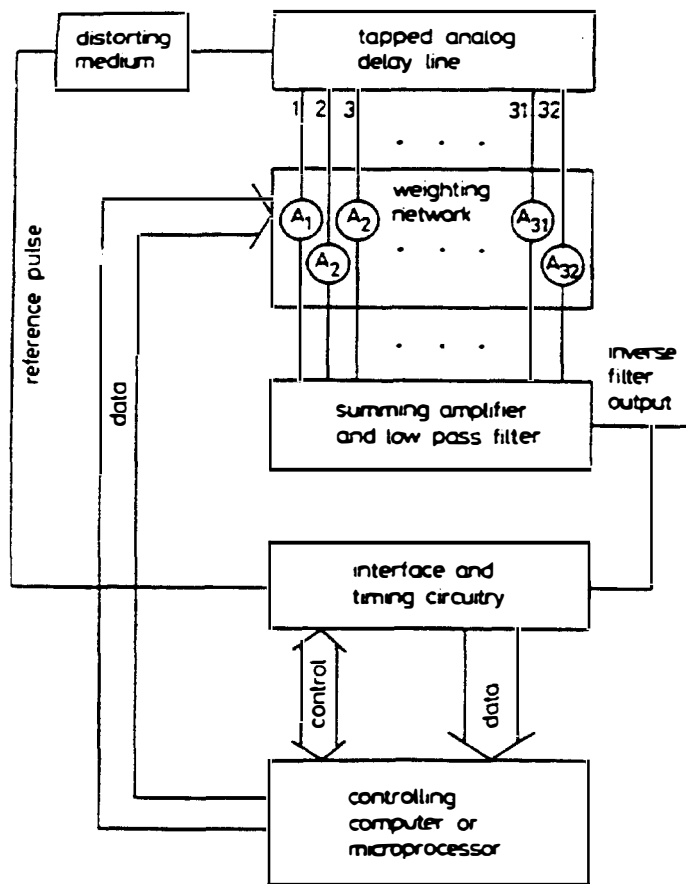 distorting
medium
tapped analog
delay line
1 2 3 31 32
. . .
weighting
network
A1 A2 A31
. . .
A2 A32
. . .
summing amplifier
and low pass filter
inverse
filter
output
reference pulse
data
interface and
timing circuitry
control
data
controlling
computer or
microprocessor